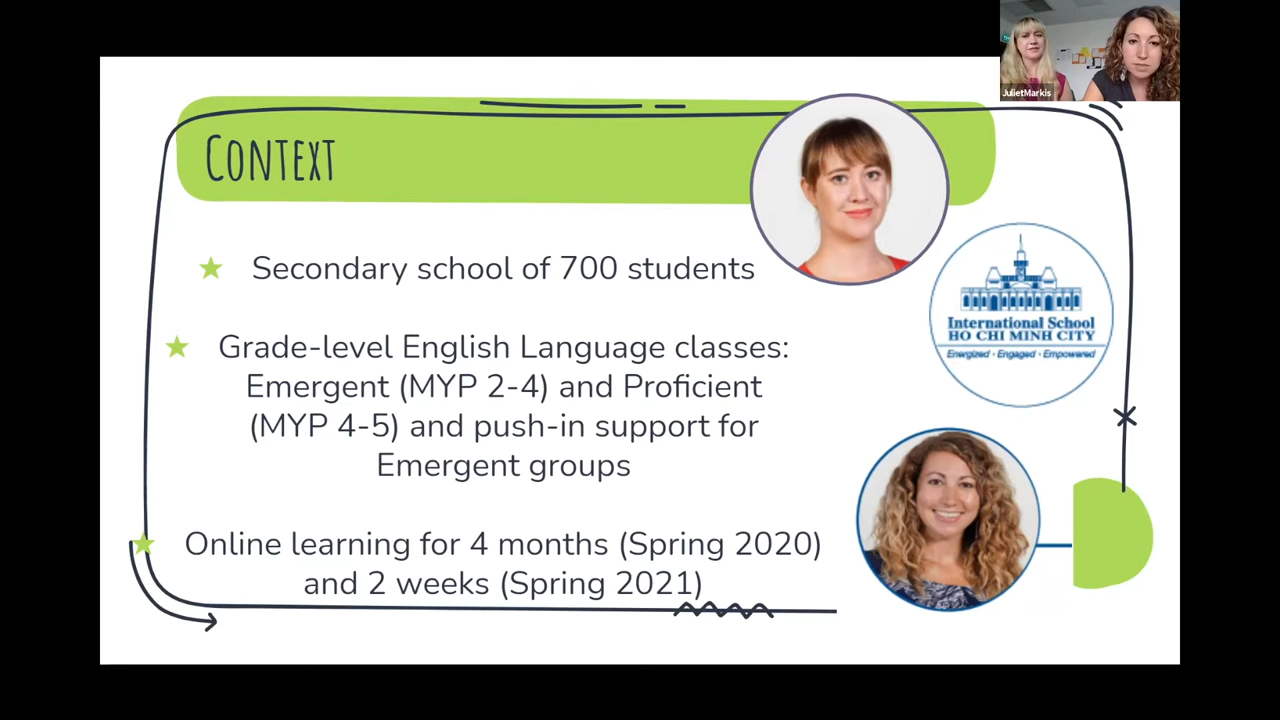 JulietMarkis
CONTEXT
Secondary school of 700 students
Grade-level English Language classes:
Emergent (MYP 2-4) and Proficient
(MYP 4-5) and push-in support for
Emergent groups
Online learning for 4 months (Spring 2020)
and 2 weeks (Spring 2021)
International School
HO CHI MINH CITY
Energized · Engaged · Empowered